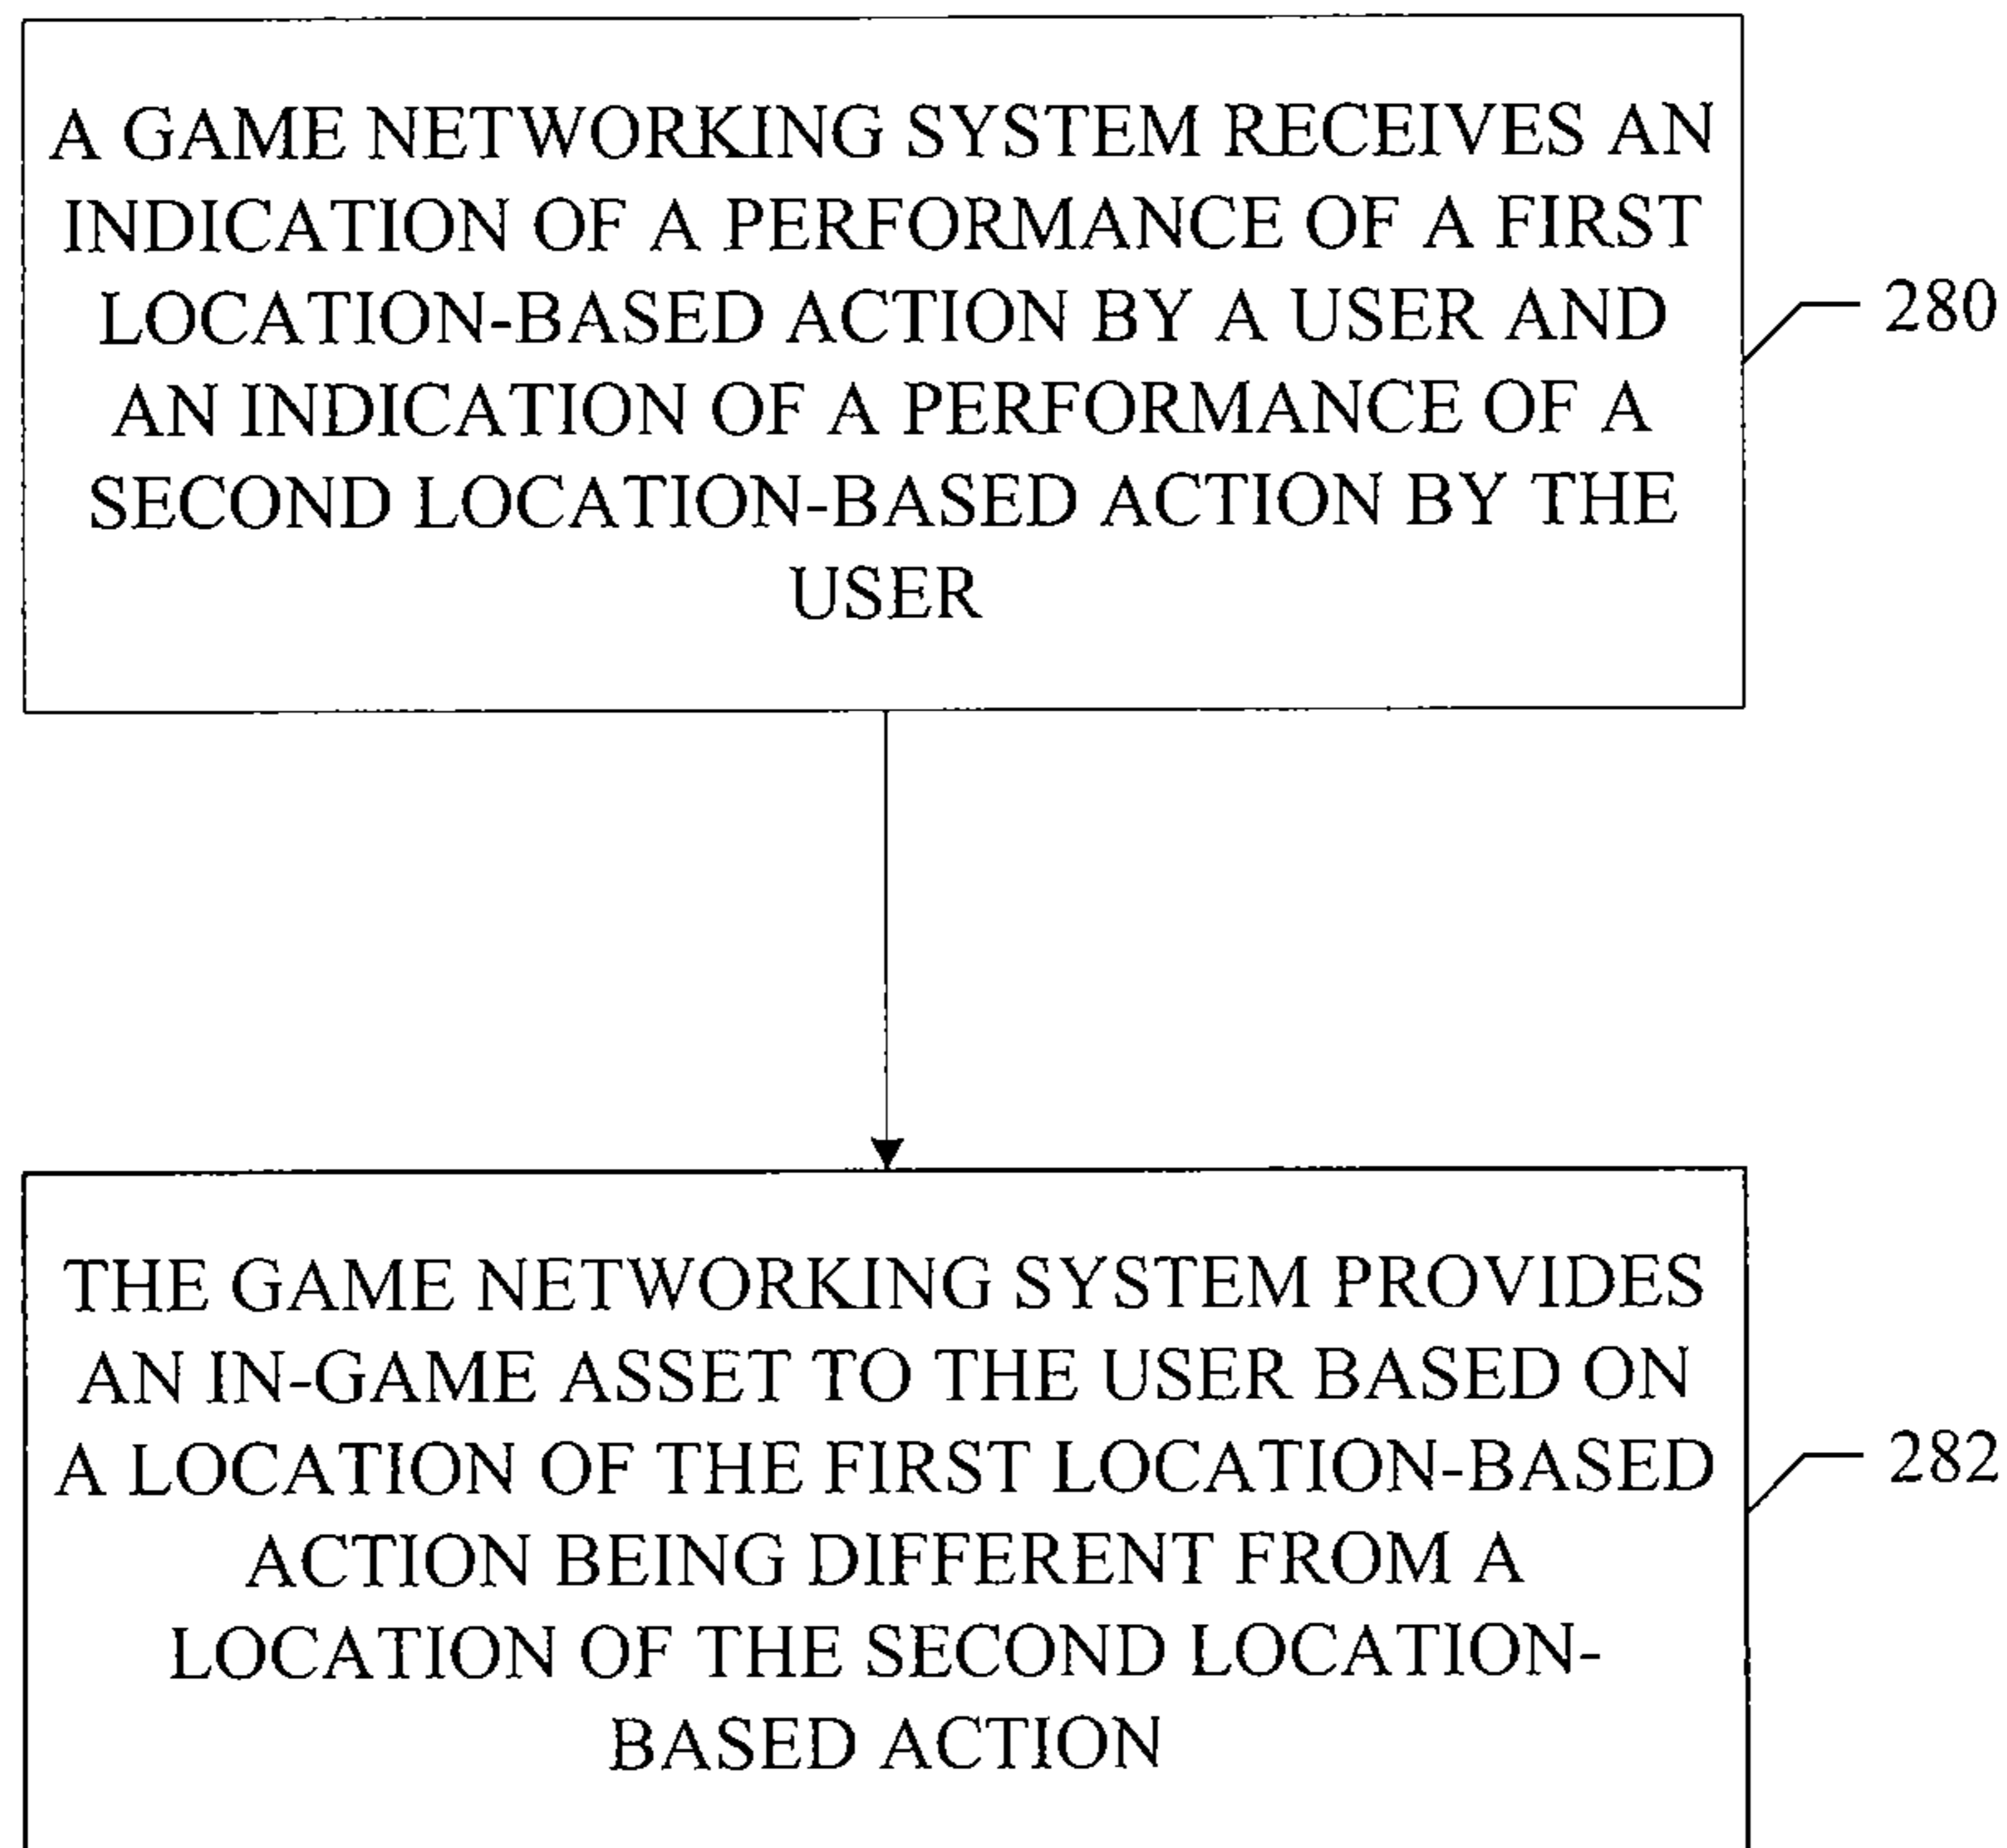 A GAME NETWORKING SYSTEM RECEIVES AN
INDICATION OF A PERFORMANCE OF A FIRST
LOCATION-BASED ACTION BY A USER AND
AN INDICATION OF A PERFORMANCE OF A
SECOND LOCATION-BASED ACTION BY THE
USER
280
THE GAME NETWORKING SYSTEM PROVIDES
AN IN-GAME ASSET TO THE USER BASED ON
A LOCATION OF THE FIRST LOCATION-BASED
ACTION BEING DIFFERENT FROM A
LOCATION OF THE SECOND LOCATION-
BASED ACTION
282